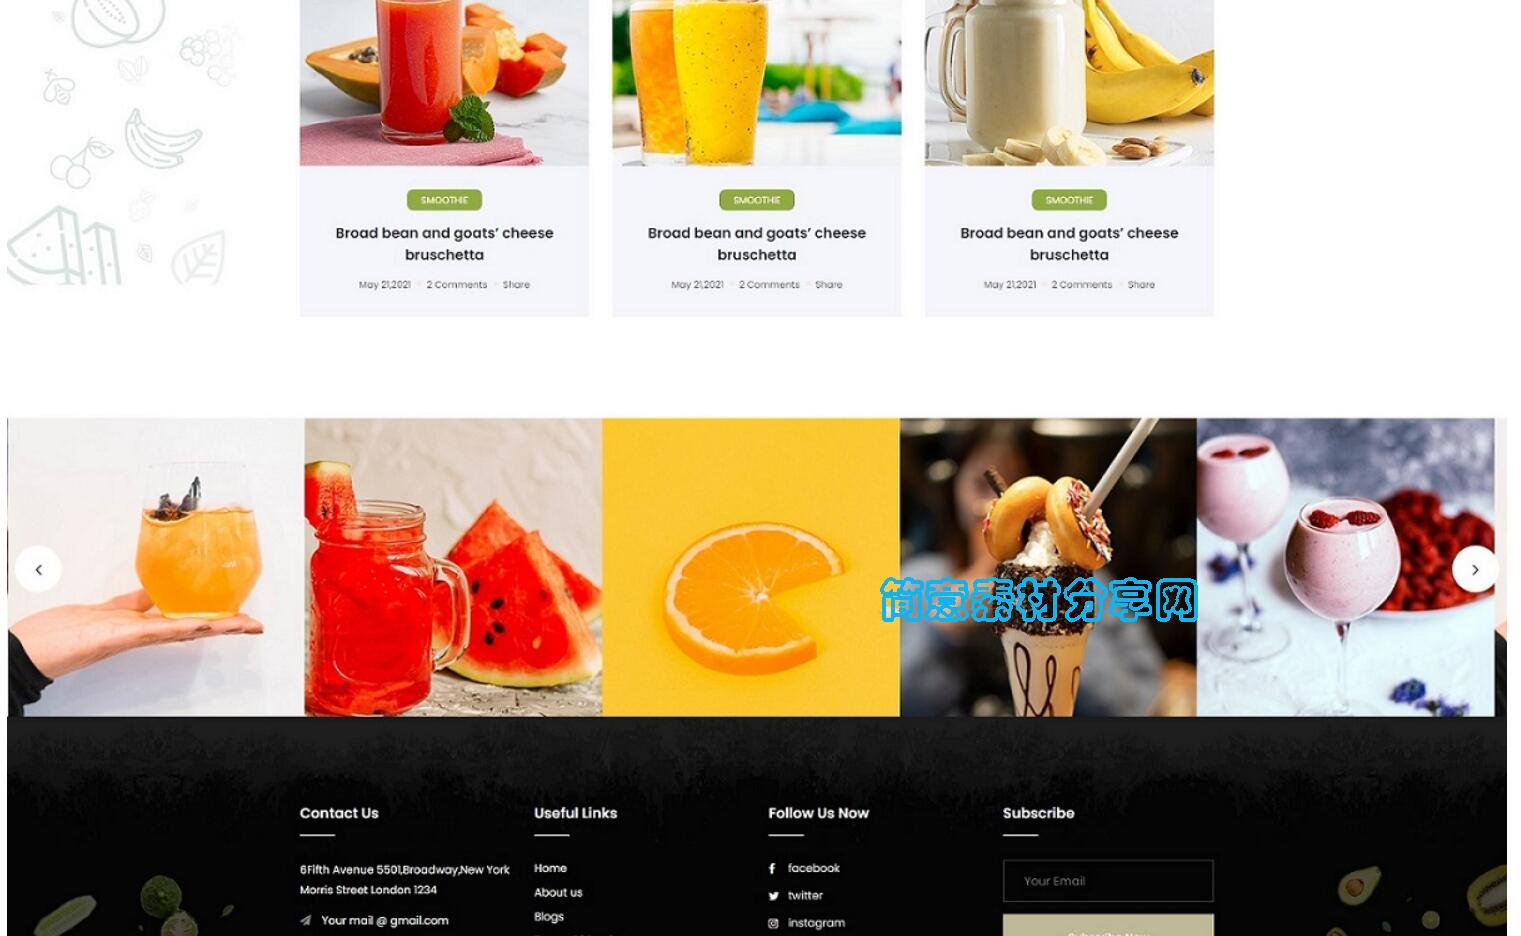 SMOOTHIE
Broad bean and goats’ cheese
bruschetta
May 21,2021 2 Comments Share
SMOOTHIE
Broad bean and goats’ cheese
bruschetta
May 21,2021 2 Comments Share
SMOOTHIE
Broad bean and goats’ cheese
bruschetta
May 21,2021 2 Comments Share
简意素材分享网
Contact Us
6Fifth Avenue 5501,Broadway,New York
Morris Street London 1234
Your mail @ gmail.com
Useful Links
Home
About us
Blogs
Follow Us Now
facebook
twitter
instagram
Subscribe
Your Email
Subscribe Now